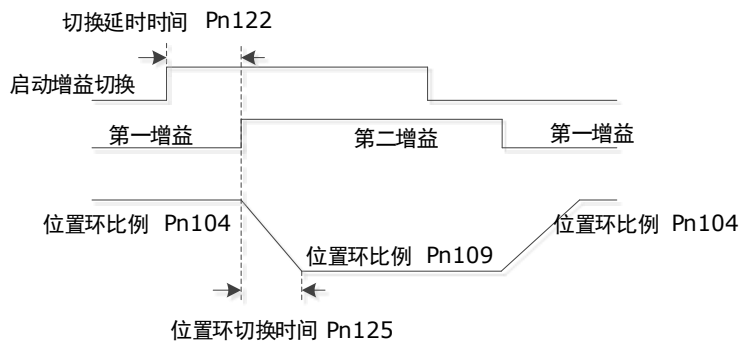 切换延时时间 Pn122
启动增益切换
第一增益 第二增益 第一增益
位置环比例 Pn104 位置环比例 Pn109 位置环比例 Pn104
位置环切换时间 Pn125